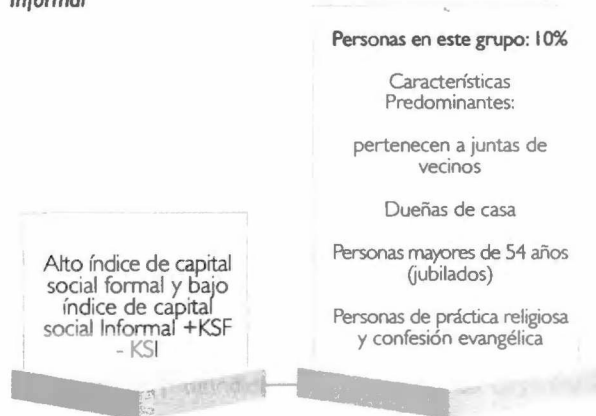 Informal
Personas en este grupo: 10%
Características
Predominantes:
pertenecen a juntas de
vecinos
Dueñas de casa
Personas mayores de 54 años
(jubilados)
Personas de práctica religiosa
y confesión evangélica
Alto índice de capital
social formal y bajo
índice de capital
social Informal +KSF
- KSI